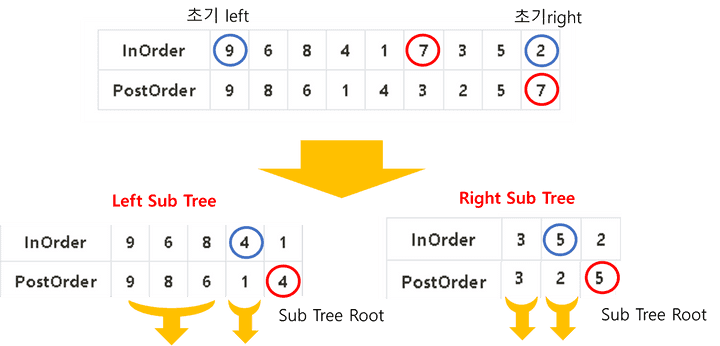 초기 left 초기right
InOrder 9 6 8 4 1 7 3 5 2
PostOrder 9 8 6 1 4 3 2 5 7
Left Sub Tree
InOrder 9 6 8 4 1
PostOrder 9 8 6 1 4
Sub Tree Root
Right Sub Tree
InOrder 3 5 2
PostOrder 3 2 5
Sub Tree Root